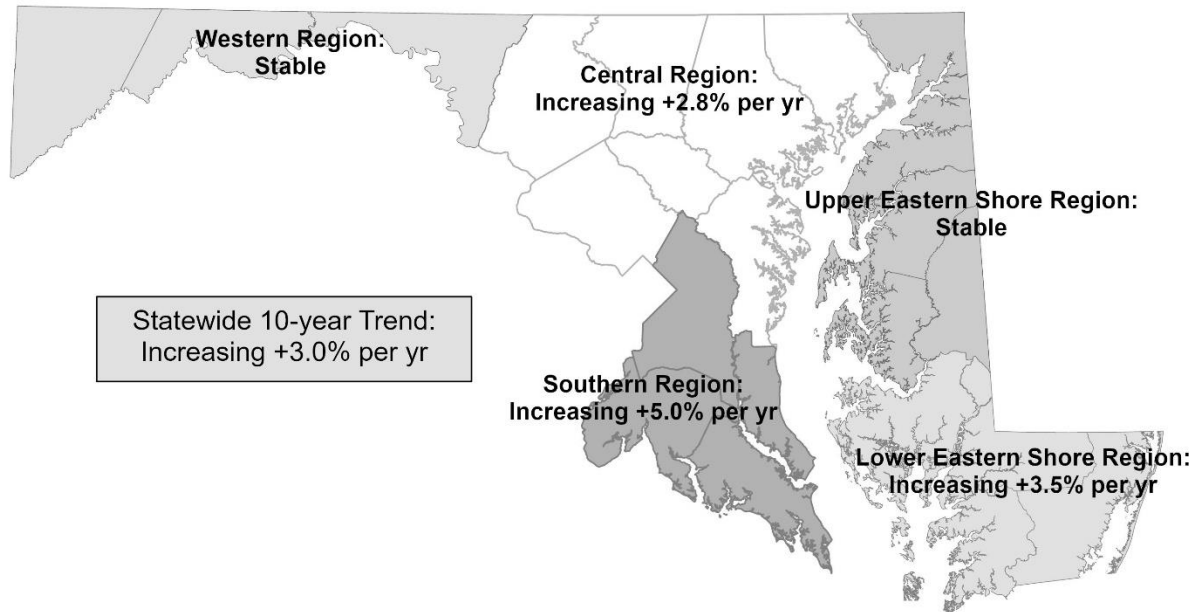 Western Region:
Stable
Central Region:
Increasing +2.8% per yr
Upper Eastern Shore Region:
Stable
Statewide 10-year Trend:
Increasing +3.0% per yr
Southern Region:
Increasing +5.0% per yr
Lower Eastern Shore Region:
Increasing +3.5% per yr